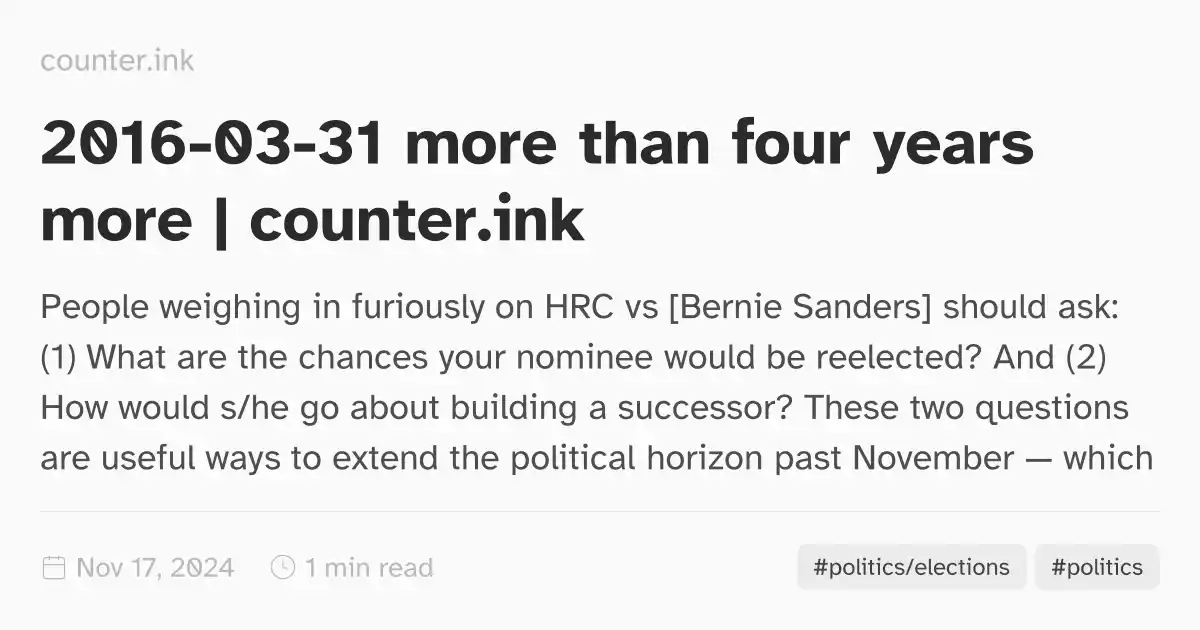 counter.ink
2016-03-31 more than four years
more | counter.ink
People weighing in furiously on HRC vs [Bernie Sanders] should ask:
(1) What are the chances your nominee would be reelected? And (2)
How would s/he go about building a successor? These two questions
are useful ways to extend the political horizon past November — which
Nov 17, 2024 1 min read #politics/elections #politics